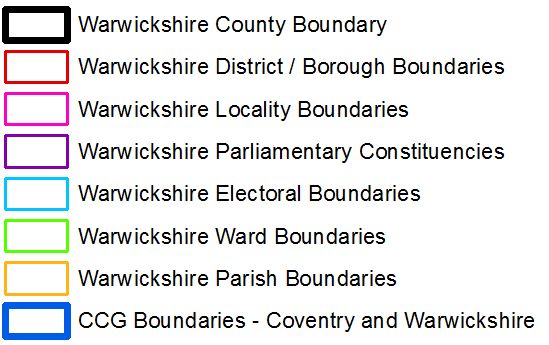 Warwickshire County Boundary
Warwickshire District / Borough Boundaries
Warwickshire Locality Boundaries
Warwickshire Parliamentary Constituencies
Warwickshire Electoral Boundaries
Warwickshire Ward Boundaries
Warwickshire Parish Boundaries
CCG Boundaries - Coventry and Warwickshire